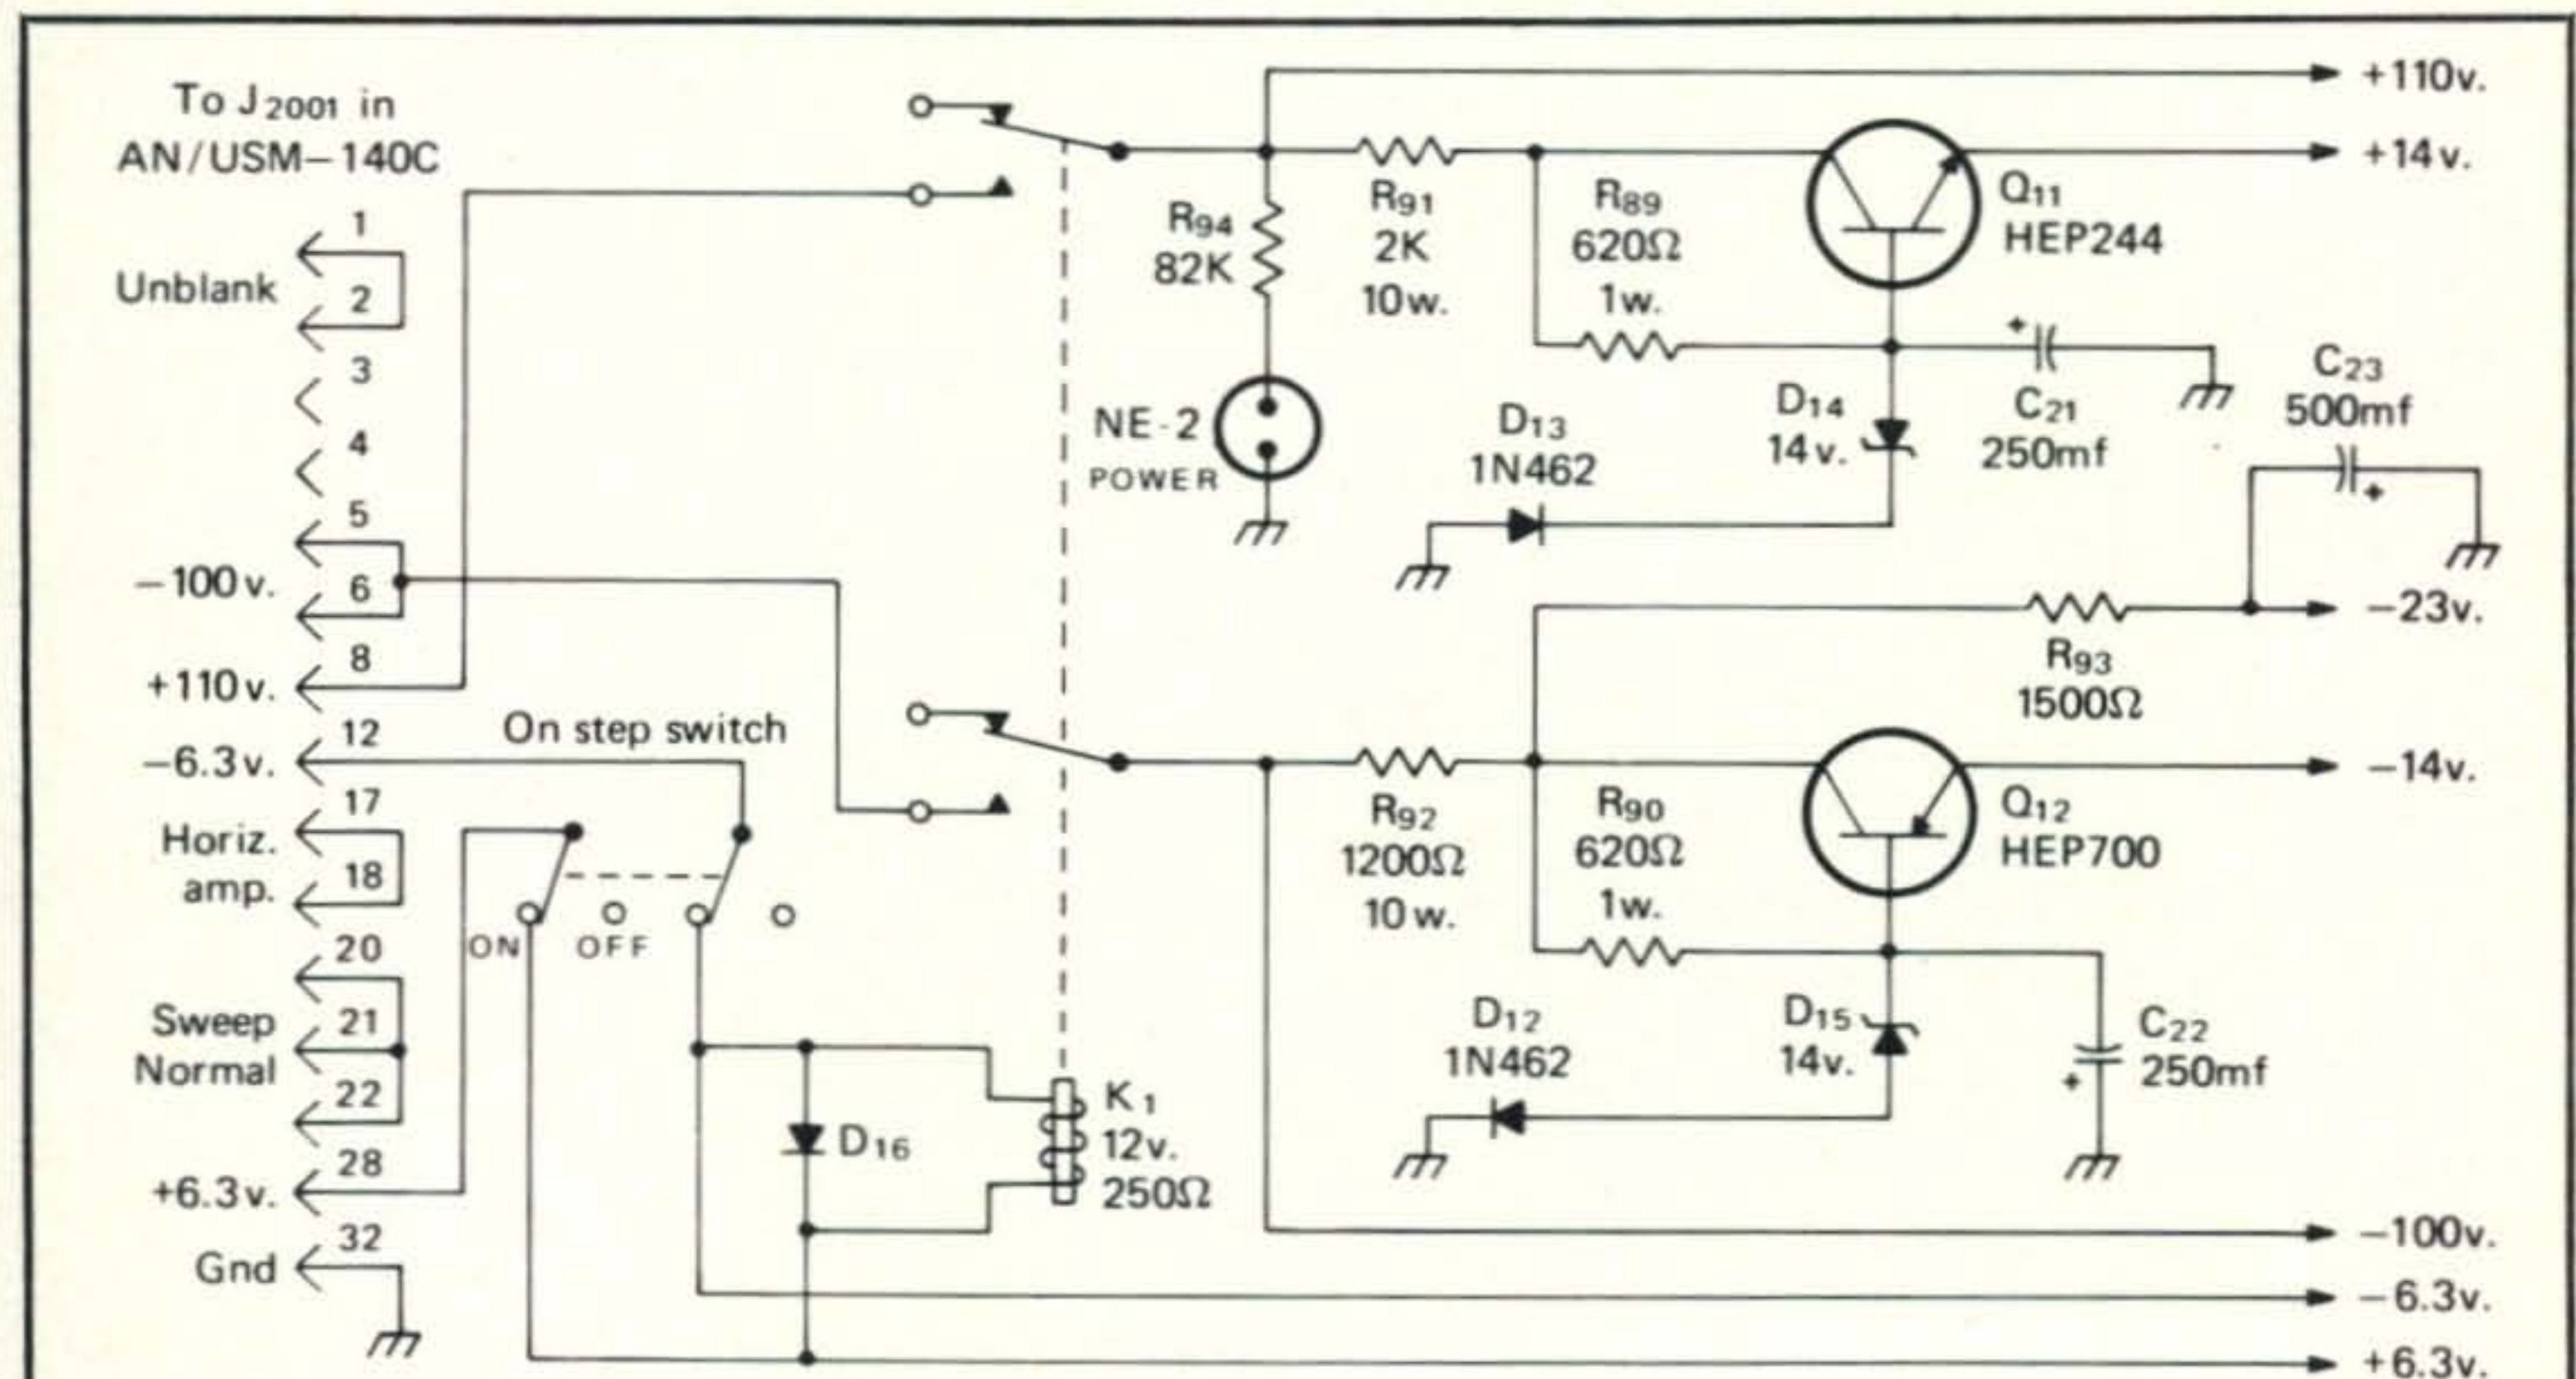 To J2001 in
AN/USM-140C
Unblank
1
2
3
4
5
-100v.
6
+110v.
8
-6.3v.
12
On step switch
Horiz.
amp.
17
18
ON
OFF
Sweep
Normal
20
21
22
+6.3v.
28
Gnd
32
D16
K1
12v.
250Ω
R94
82K
NE-2
POWER
R91
2K
10w.
R89
620Ω
1w.
Q11
HEP244
D13
1N462
D14
14v.
+
C21
250mf
C23
500mf
+
R93
1500Ω
R92
1200Ω
10w.
R90
620Ω
1w.
Q12
HEP700
D12
1N462
D15
14v.
C22
250mf
+
+110v.
+14v.
-23v.
-14v.
-100v.
-6.3v.
+6.3v.